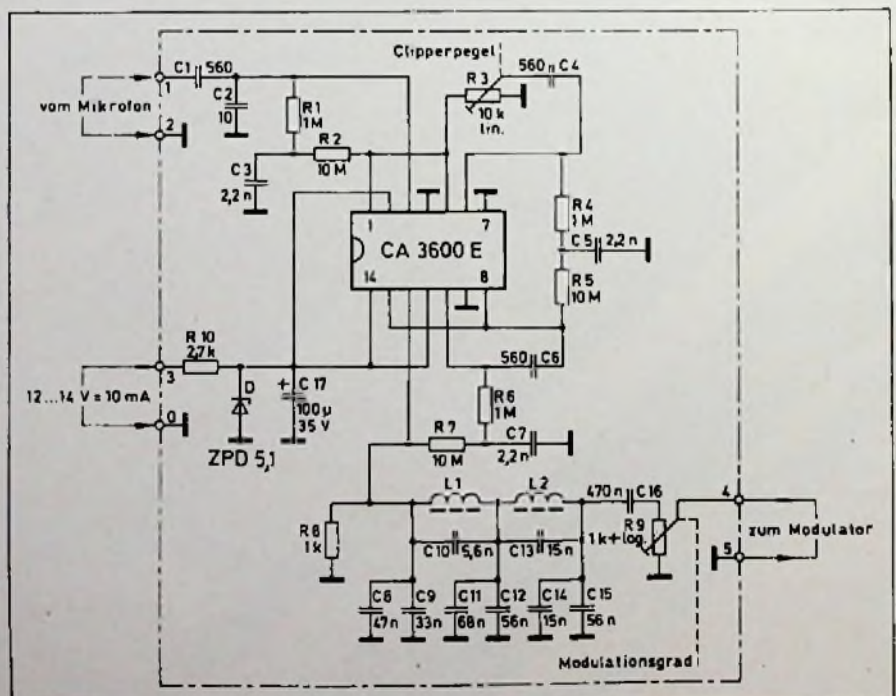 Clipperpegel
C1 560
560n C4
R3
10 k
lin.
1
vom Mikrofon
2
C2
10
R1
1M
R2
10 M
C3
2,2 n
1
7
CA 3600 E
14
8
R4
1M
C5 2,2 n
R5
10 M
R 10
2,7 k
3
12...14 V = 10 mA
0
D
ZPD 5,1
+ C 17
100 µ
35 V
560 C6
R6
1M
R 7
10M
C7
2,2 n
L1
L2
470 n C16
4
zum Modulator
5
R8
1k
R9
1 k + log.
C10 5,6n
C13 15 n
C8
47n
C9
33n
C11
68n
C12
56n
C14
15n
C15
56n
Modulationsgrad